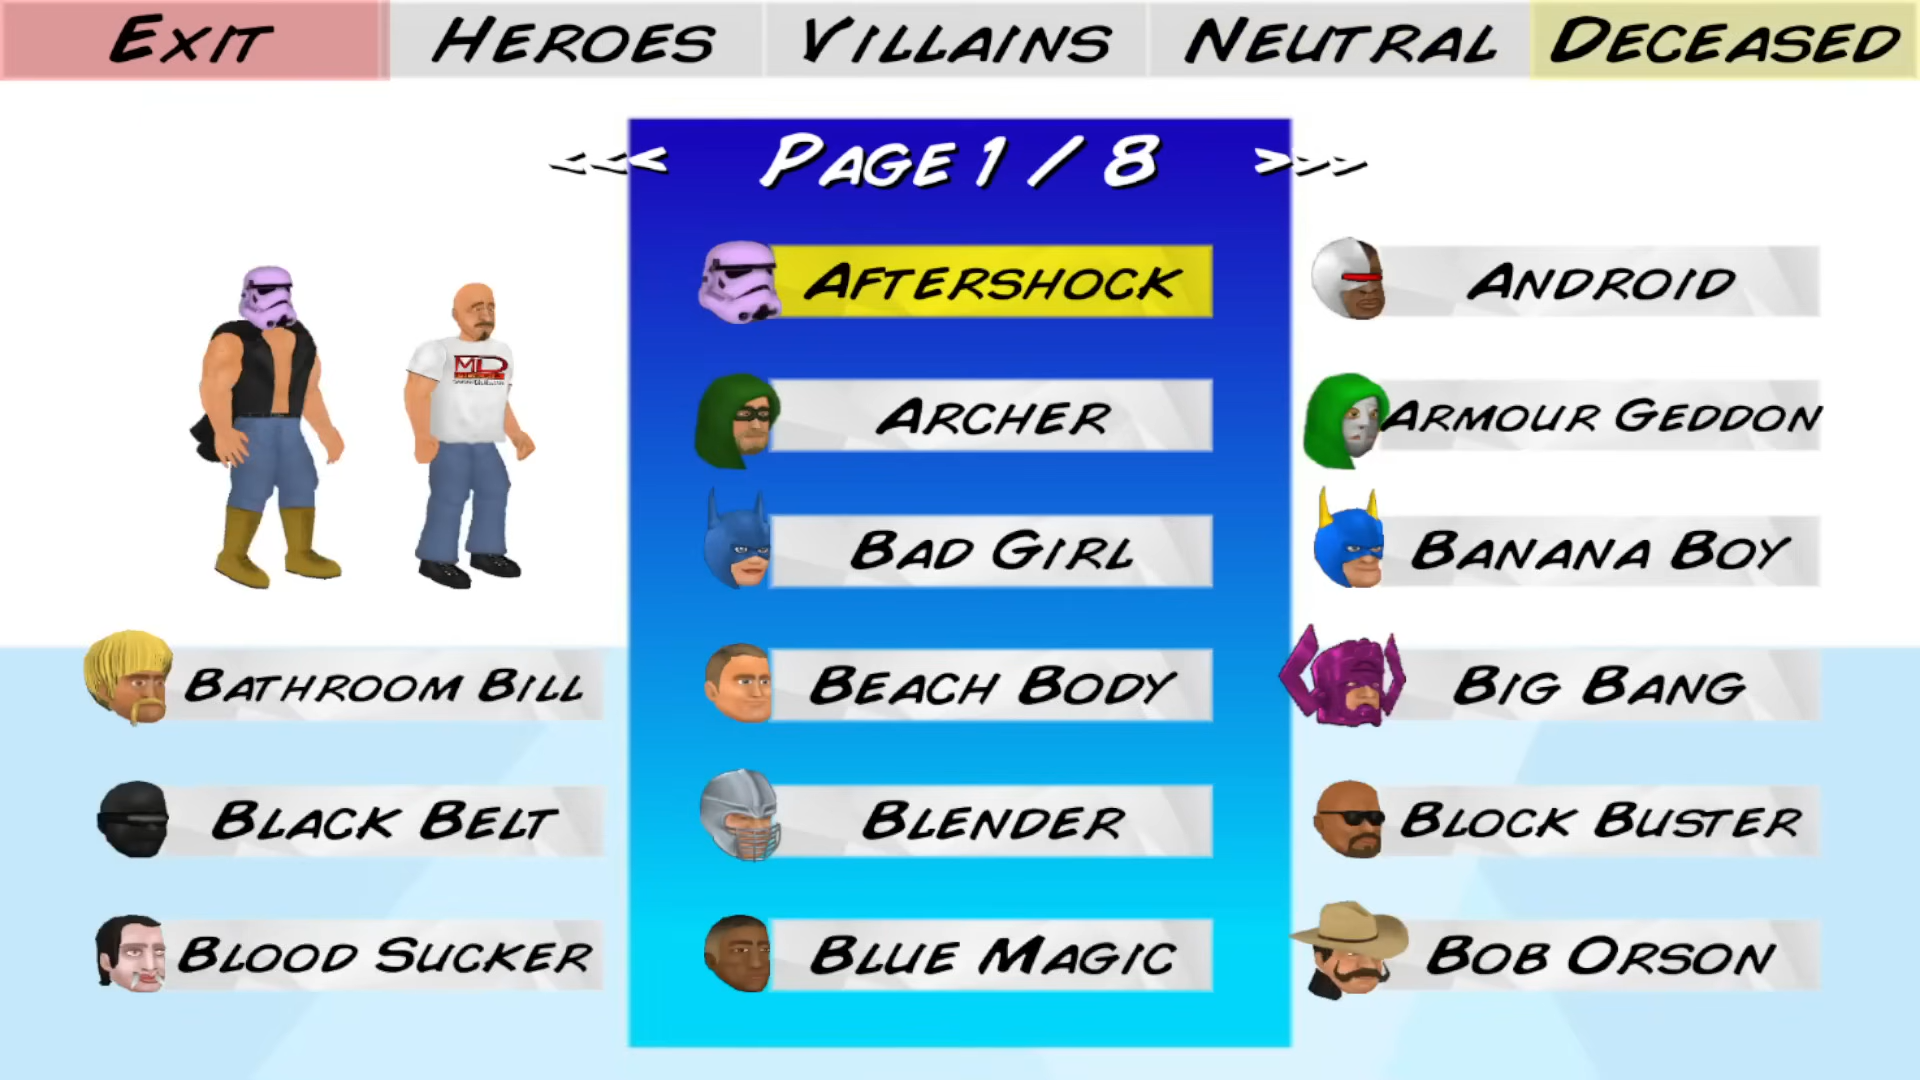 EXIT HEROES VILLAINS NEUTRAL DECEASED
<<< PAGE 1 / 8 >>>
AFTERSHOCK ANDROID
MD
ARCHER ARMOUR GEDDON
BAD GIRL BANANA BOY
BATHROOM BILL BEACH BODY BIG BANG
BLACK BELT BLENDER BLOCK BUSTER
BLOOD SUCKER BLUE MAGIC BOB ORSON